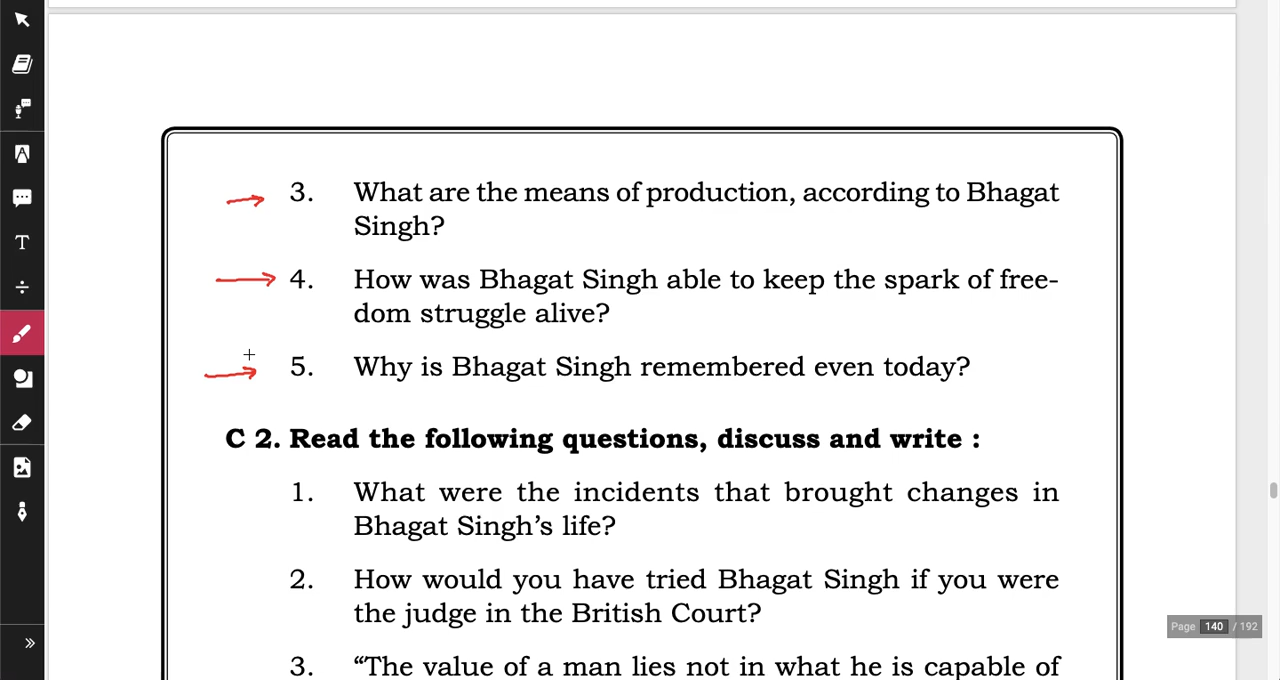 3. What are the means of production, according to Bhagat
Singh?
4. How was Bhagat Singh able to keep the spark of free-
dom struggle alive?
5. Why is Bhagat Singh remembered even today?
C 2. Read the following questions, discuss and write :
1. What were the incidents that brought changes in
Bhagat Singh's life?
2. How would you have tried Bhagat Singh if you were
the judge in the British Court?
Page 140 / 192
3. “The value of a man lies not in what he is capable of